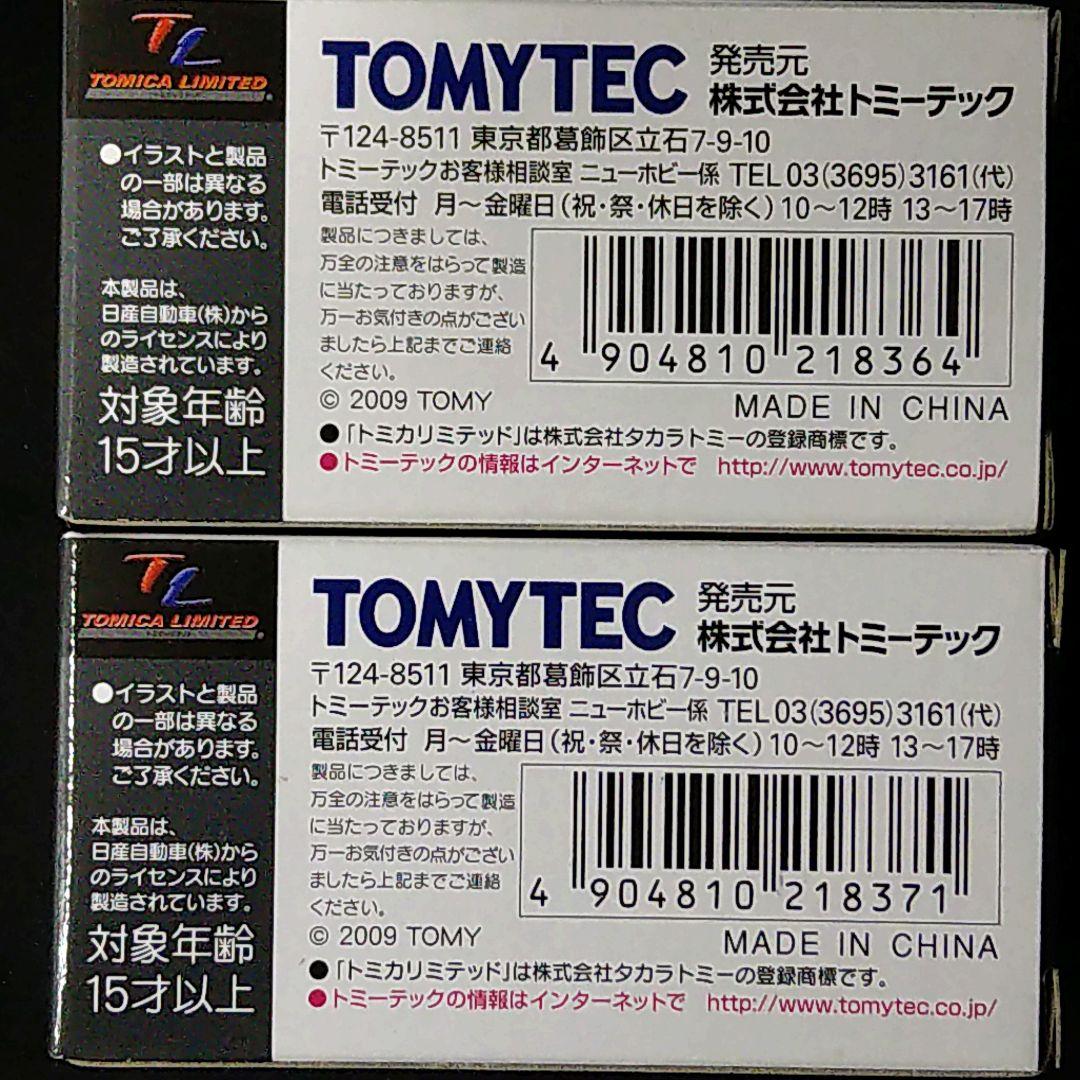 TL
TOMICA LIMITED
●イラストと製品
の一部は異なる
場合があります。
ご了承ください。
本製品は、
日産自動車(株)から
のライセンスにより
製造されています。
対象年齢
15才以上
TOMYTEC 発売元
株式会社トミーテック
〒124-8511 東京都葛飾区立石7-9-10
トミーテックお客様相談室 ニューホビー係 TEL 03(3695)3161(代)
電話受付 月～金曜日(祝・祭・休日を除く)10～12時 13～17時
製品につきましては、
万全の注意をはらって製造
に当たっておりますが、
万一お気付きの点がござい
ましたら上記までご連絡
ください。
4 904810 218364
© 2009 TOMY MADE IN CHINA
●「トミカリミテッド」は株式会社タカラトミーの登録商標です。
●トミーテックの情報はインターネットで http://www.tomytec.co.jp/
TL
TOMICA LIMITED
●イラストと製品
の一部は異なる
場合があります。
ご了承ください。
本製品は、
日産自動車(株)から
のライセンスにより
製造されています。
対象年齢
15才以上
TOMYTEC 発売元
株式会社トミーテック
〒124-8511 東京都葛飾区立石7-9-10
トミーテックお客様相談室 ニューホビー係 TEL 03(3695)3161(代)
電話受付 月～金曜日(祝・祭・休日を除く)10～12時 13～17時
製品につきましては、
万全の注意をはらって製造
に当たっておりますが、
万一お気付きの点がござい
ましたら上記までご連絡
ください。
4 904810 218371
© 2009 TOMY MADE IN CHINA
●「トミカリミテッド」は株式会社タカラトミーの登録商標です。
●トミーテックの情報はインターネットで http://www.tomytec.co.jp/